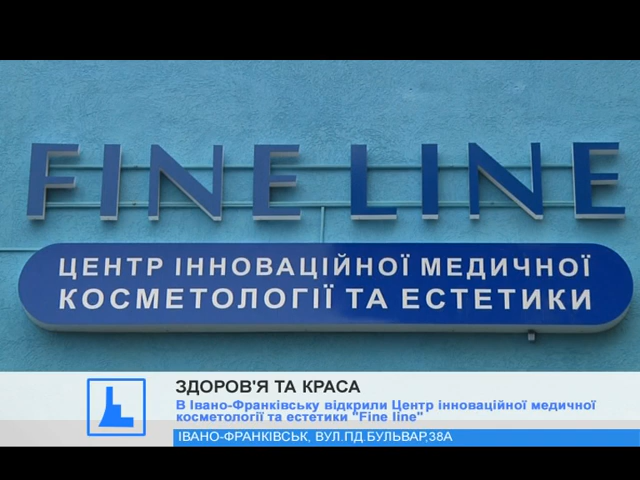 FINE LINE
ЦЕНТР ІННОВАЦІЙНОЇ МЕДИЧНОЇ
КОСМЕТОЛОГІЇ ТА ЕСТЕТИКИ
ЗДОРОВ'Я ТА КРАСА
В Івано-Франківську відкрили Центр інноваційної медичної
косметології та естетики "Fine line"
ІВАНО-ФРАНКІВСЬК, ВУЛ.ПД.БУЛЬВАР,38А